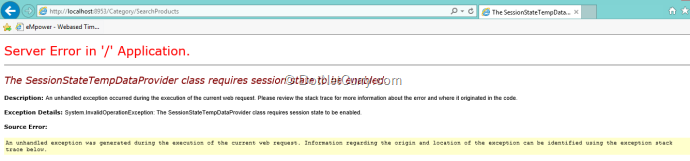 http://localhost:8953/Category/SearchProducts
The SessionStateTempData...
eMpower - Webased Tim...
Server Error in '/' Application.
The SessionStateTempDataProvider class requires session state to be enabled.
Description: An unhandled exception occurred during the execution of the current web request. Please review the stack trace for more information about the error and where it originated in the code.
Exception Details: System.InvalidOperationException: The SessionStateTempDataProvider class requires session state to be enabled.
Source Error:
An unhandled exception was generated during the execution of the current web request. Information regarding the origin and location of the exception can be identified using the exception stack
trace below.